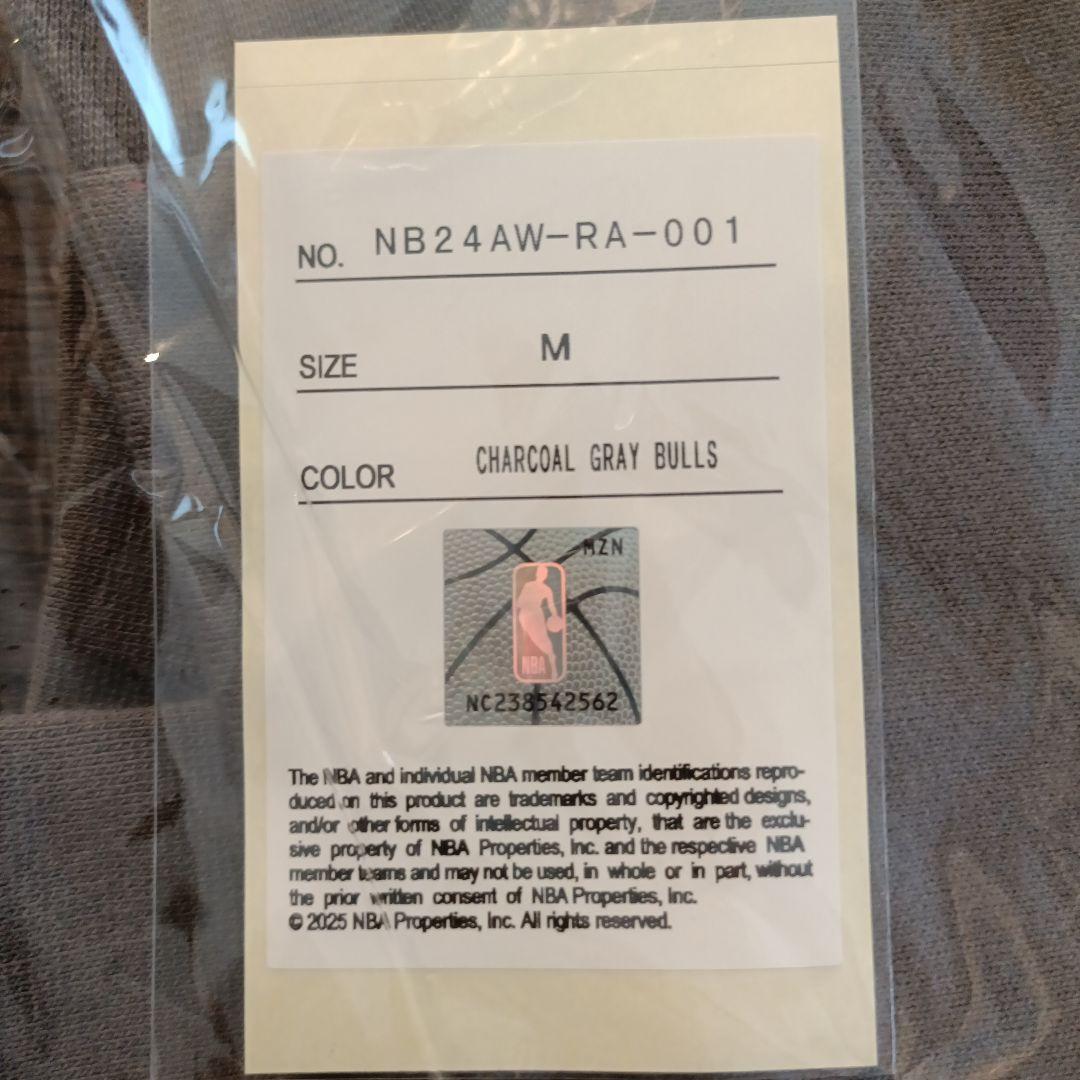 NO. NB24AW-RA-001
SIZE M
COLOR CHARCOAL GRAY BULLS
MZN
NBA
NC238542562
The NBA and individual NBA member team identifications repro-
duced on this product are trademarks and copyrighted designs,
and/or other forms of intellectual property, that are the exclu-
sive property of NBA Properties, Inc. and the respective NBA
member teams and may not be used, in whole or in part, without
the prior written consent of NBA Properties, Inc.
© 2025 NBA Properties, Inc. All rights reserved.